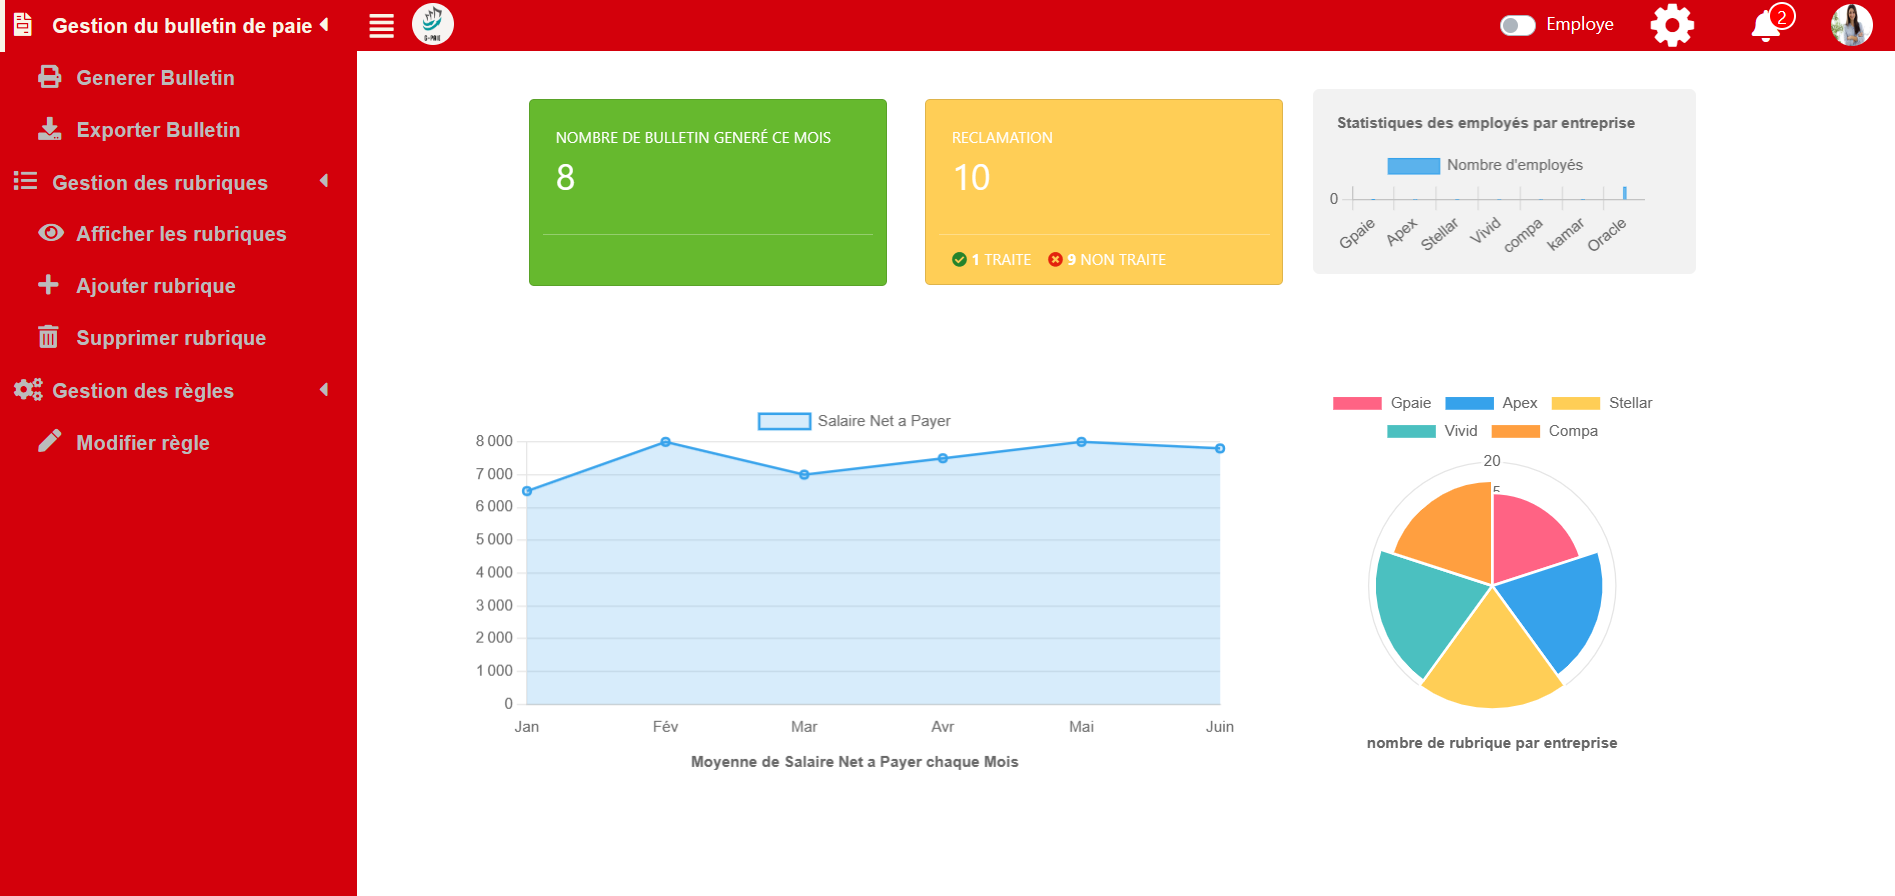 Gestion du bulletin de paie
Generer Bulletin
Exporter Bulletin
Gestion des rubriques
Afficher les rubriques
Ajouter rubrique
Supprimer rubrique
Gestion des règles
Modifier règle
G-PAIE
Employe
2
NOMBRE DE BULLETIN GENERÉ CE MOIS
8
RECLAMATION
10
1 TRAITE 9 NON TRAITE
Statistiques des employés par entreprise
Nombre d'employés
0
Gpaie Apex Stellar Vivid compa kamar Oracle
Salaire Net a Payer
8 000
7 000
6 000
5 000
4 000
3 000
2 000
1 000
0
Jan Fév Mar Avr Mai Juin
Moyenne de Salaire Net a Payer chaque Mois
Gpaie Apex Stellar
Vivid Compa
20
nombre de rubrique par entreprise